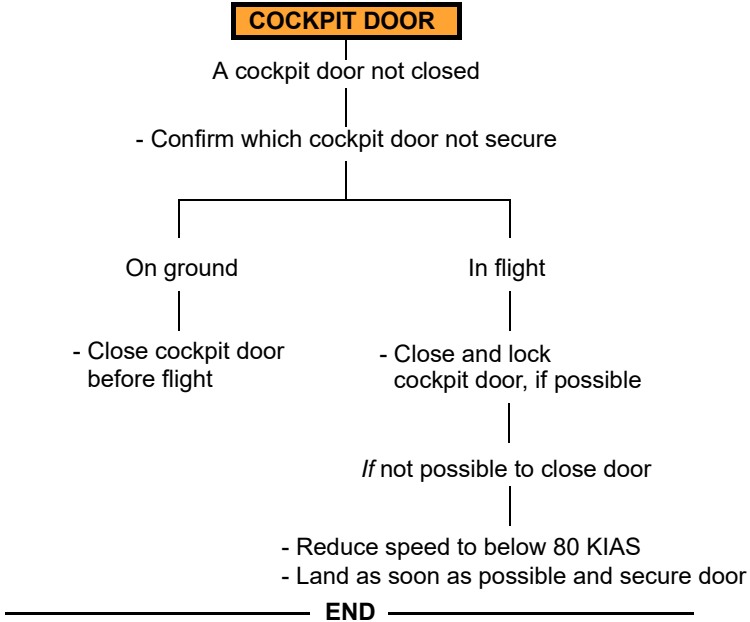 COCKPIT DOOR
A cockpit door not closed
- Confirm which cockpit door not secure
On ground
In flight
- Close cockpit door
before flight
- Close and lock
cockpit door, if possible
If not possible to close door
- Reduce speed to below 80 KIAS
- Land as soon as possible and secure door
END